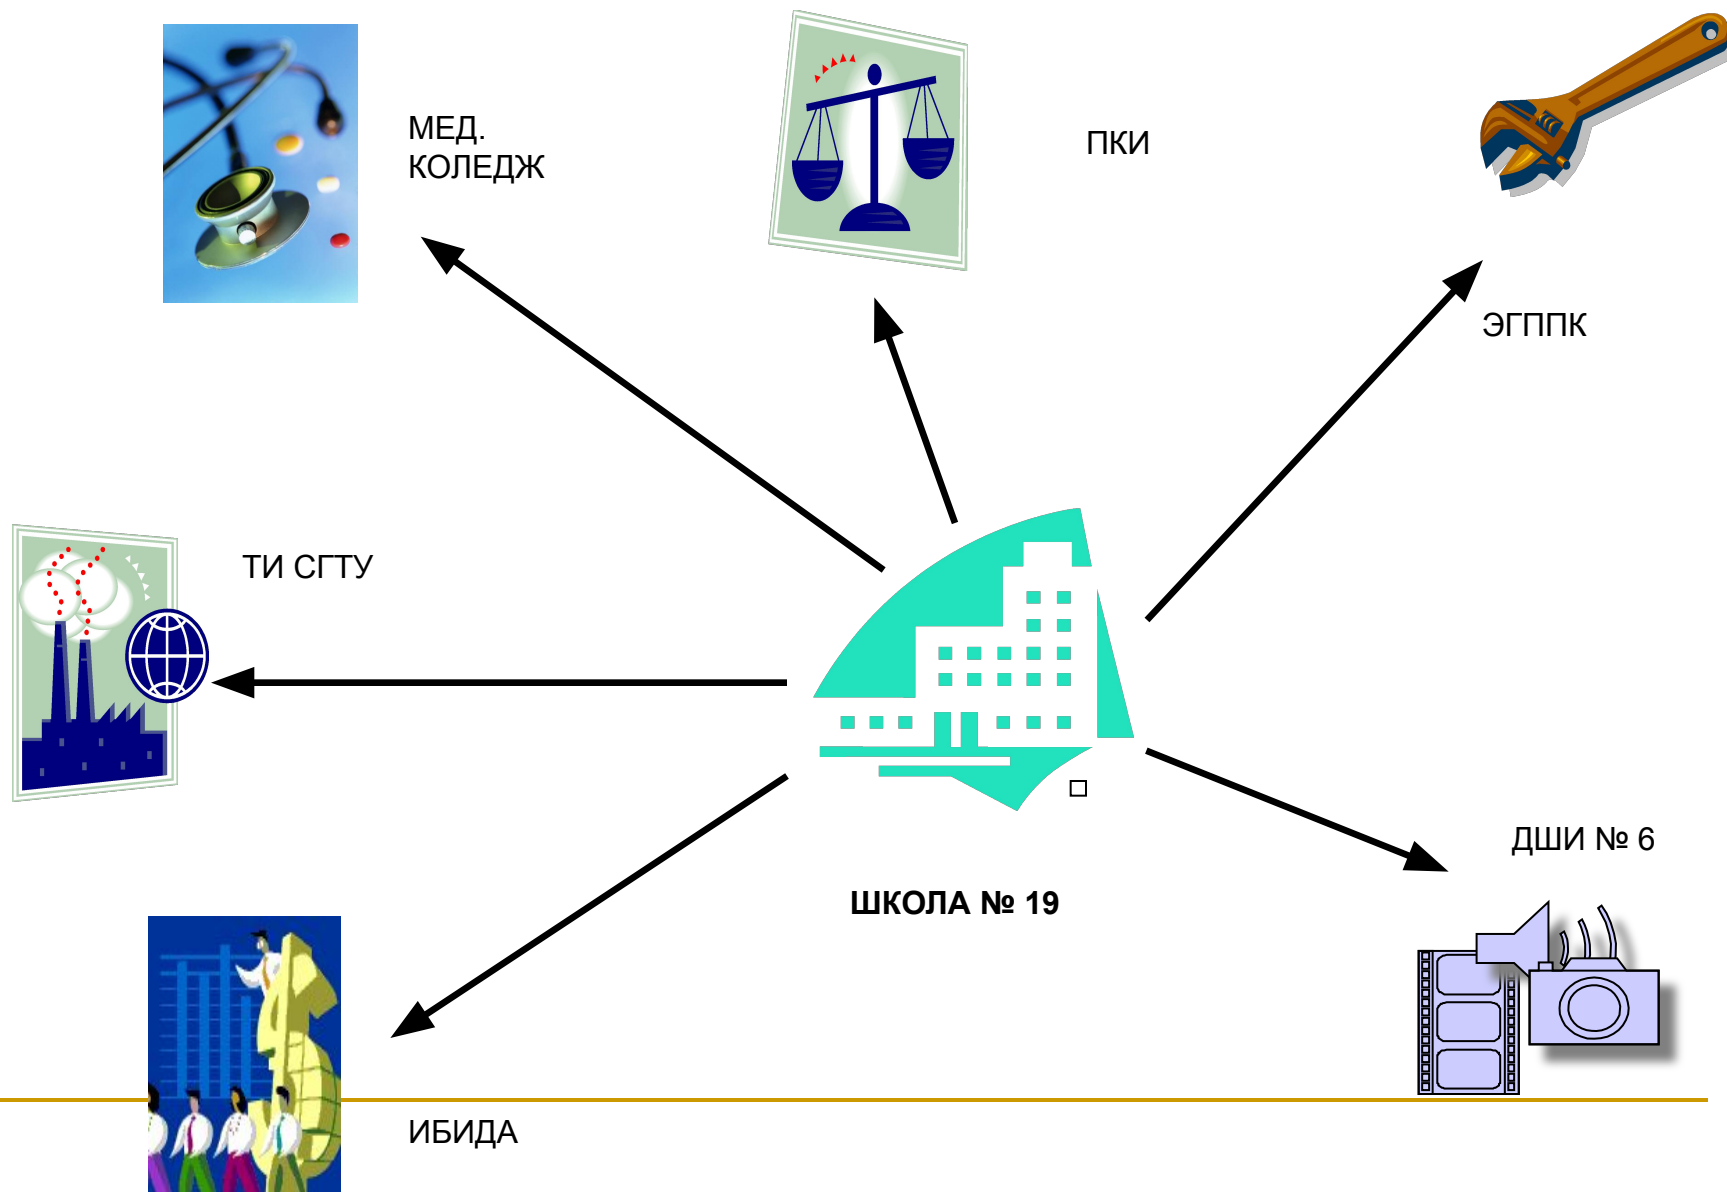 МЕД.
КОЛЕДЖ
ПКИ
ЭГППК
ТИ СГТУ
ДШИ № 6
ШКОЛА № 19
ИБИДА